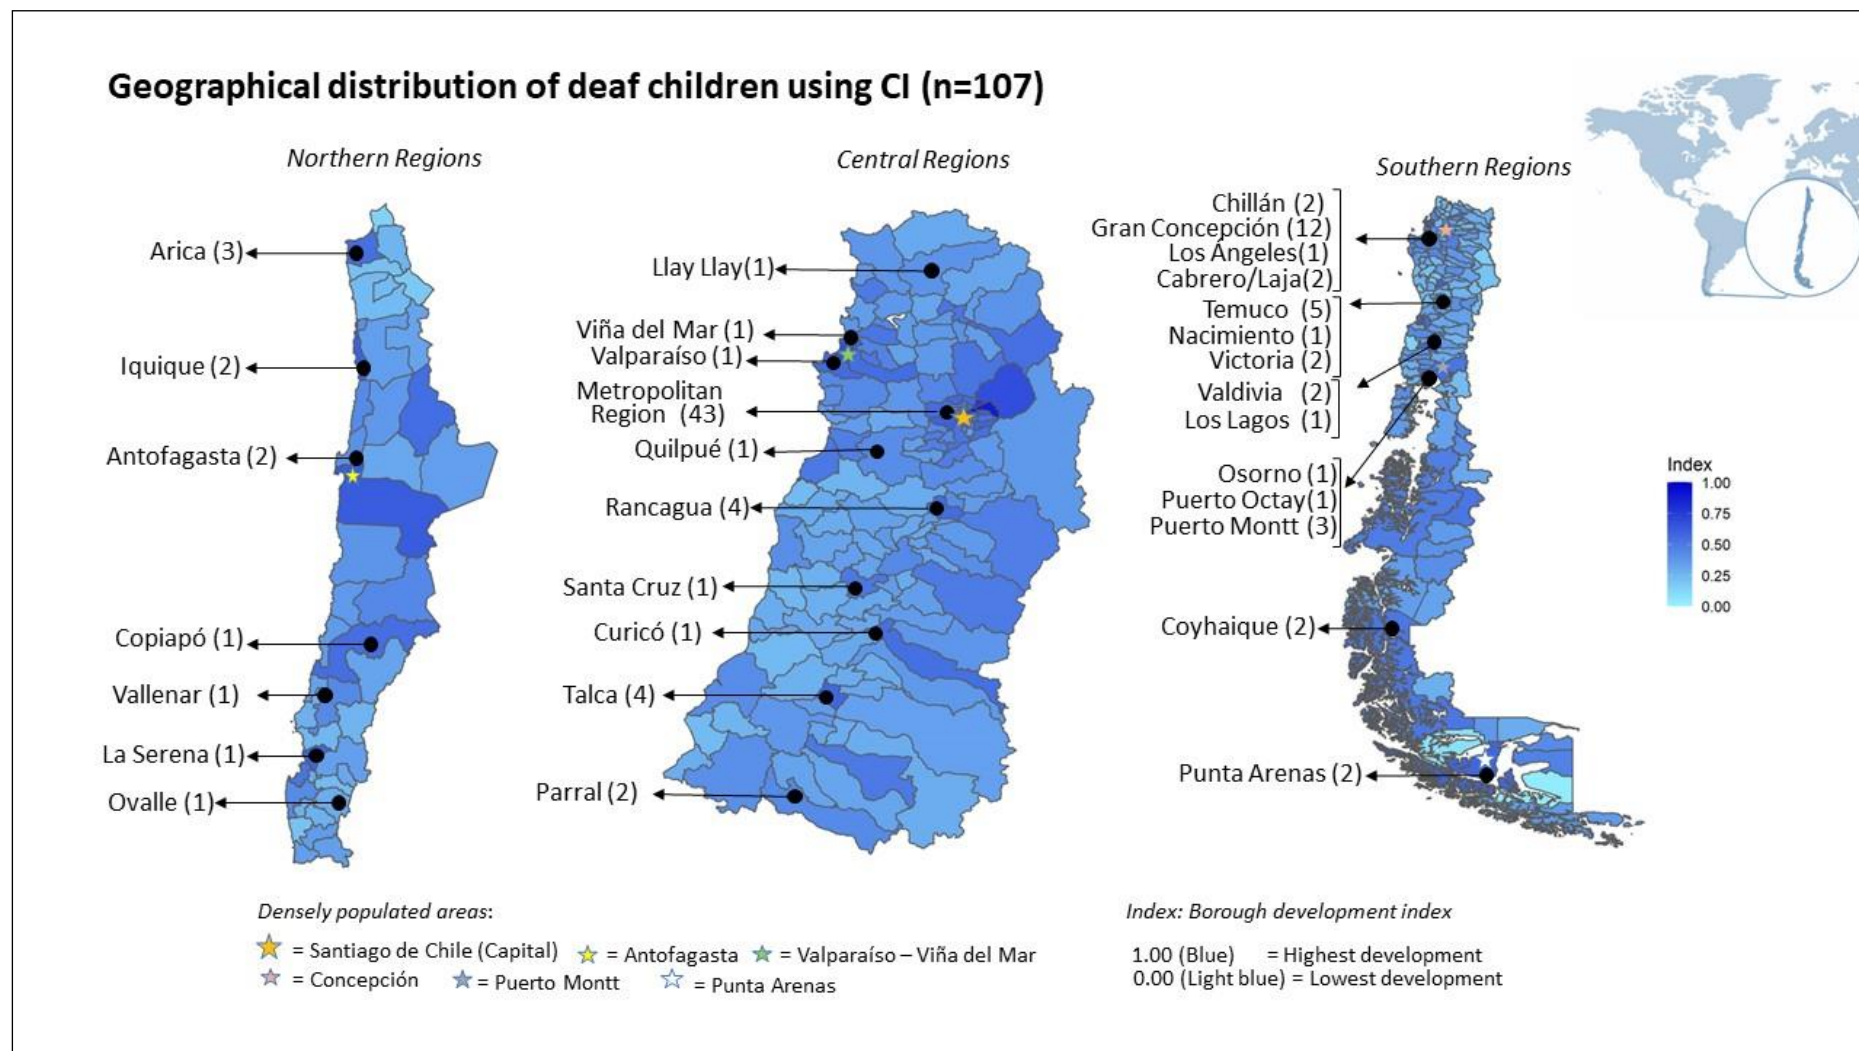 Geographical distribution of deaf children using CI (n=107)
Northern Regions
Arica (3)
Iquique (2)
Antofagasta (2)
Copiapó (1)
Vallenar (1)
La Serena (1)
Ovalle (1)
Central Regions
Llay Llay(1)
Viña del Mar (1)
Valparaíso (1)
Metropolitan
Region (43)
Quilpué (1)
Rancagua (4)
Santa Cruz (1)
Curicó (1)
Talca (4)
Parral (2)
Southern Regions
Chillán (2)
Gran Concepción (12)
Los Ángeles(1)
Cabrero/Laja(2)
Temuco (5)
Nacimiento (1)
Victoria (2)
Valdivia (2)
Los Lagos (1)
Osorno (1)
Puerto Octay(1)
Puerto Montt (3)
Coyhaique (2)
Punta Arenas (2)
Index
1.00
0.75
0.50
0.25
0.00
Densely populated areas:
= Santiago de Chile (Capital) = Antofagasta = Valparaíso – Viña del Mar
= Concepción = Puerto Montt = Punta Arenas
Index: Borough development index
1.00 (Blue) = Highest development
0.00 (Light blue) = Lowest development